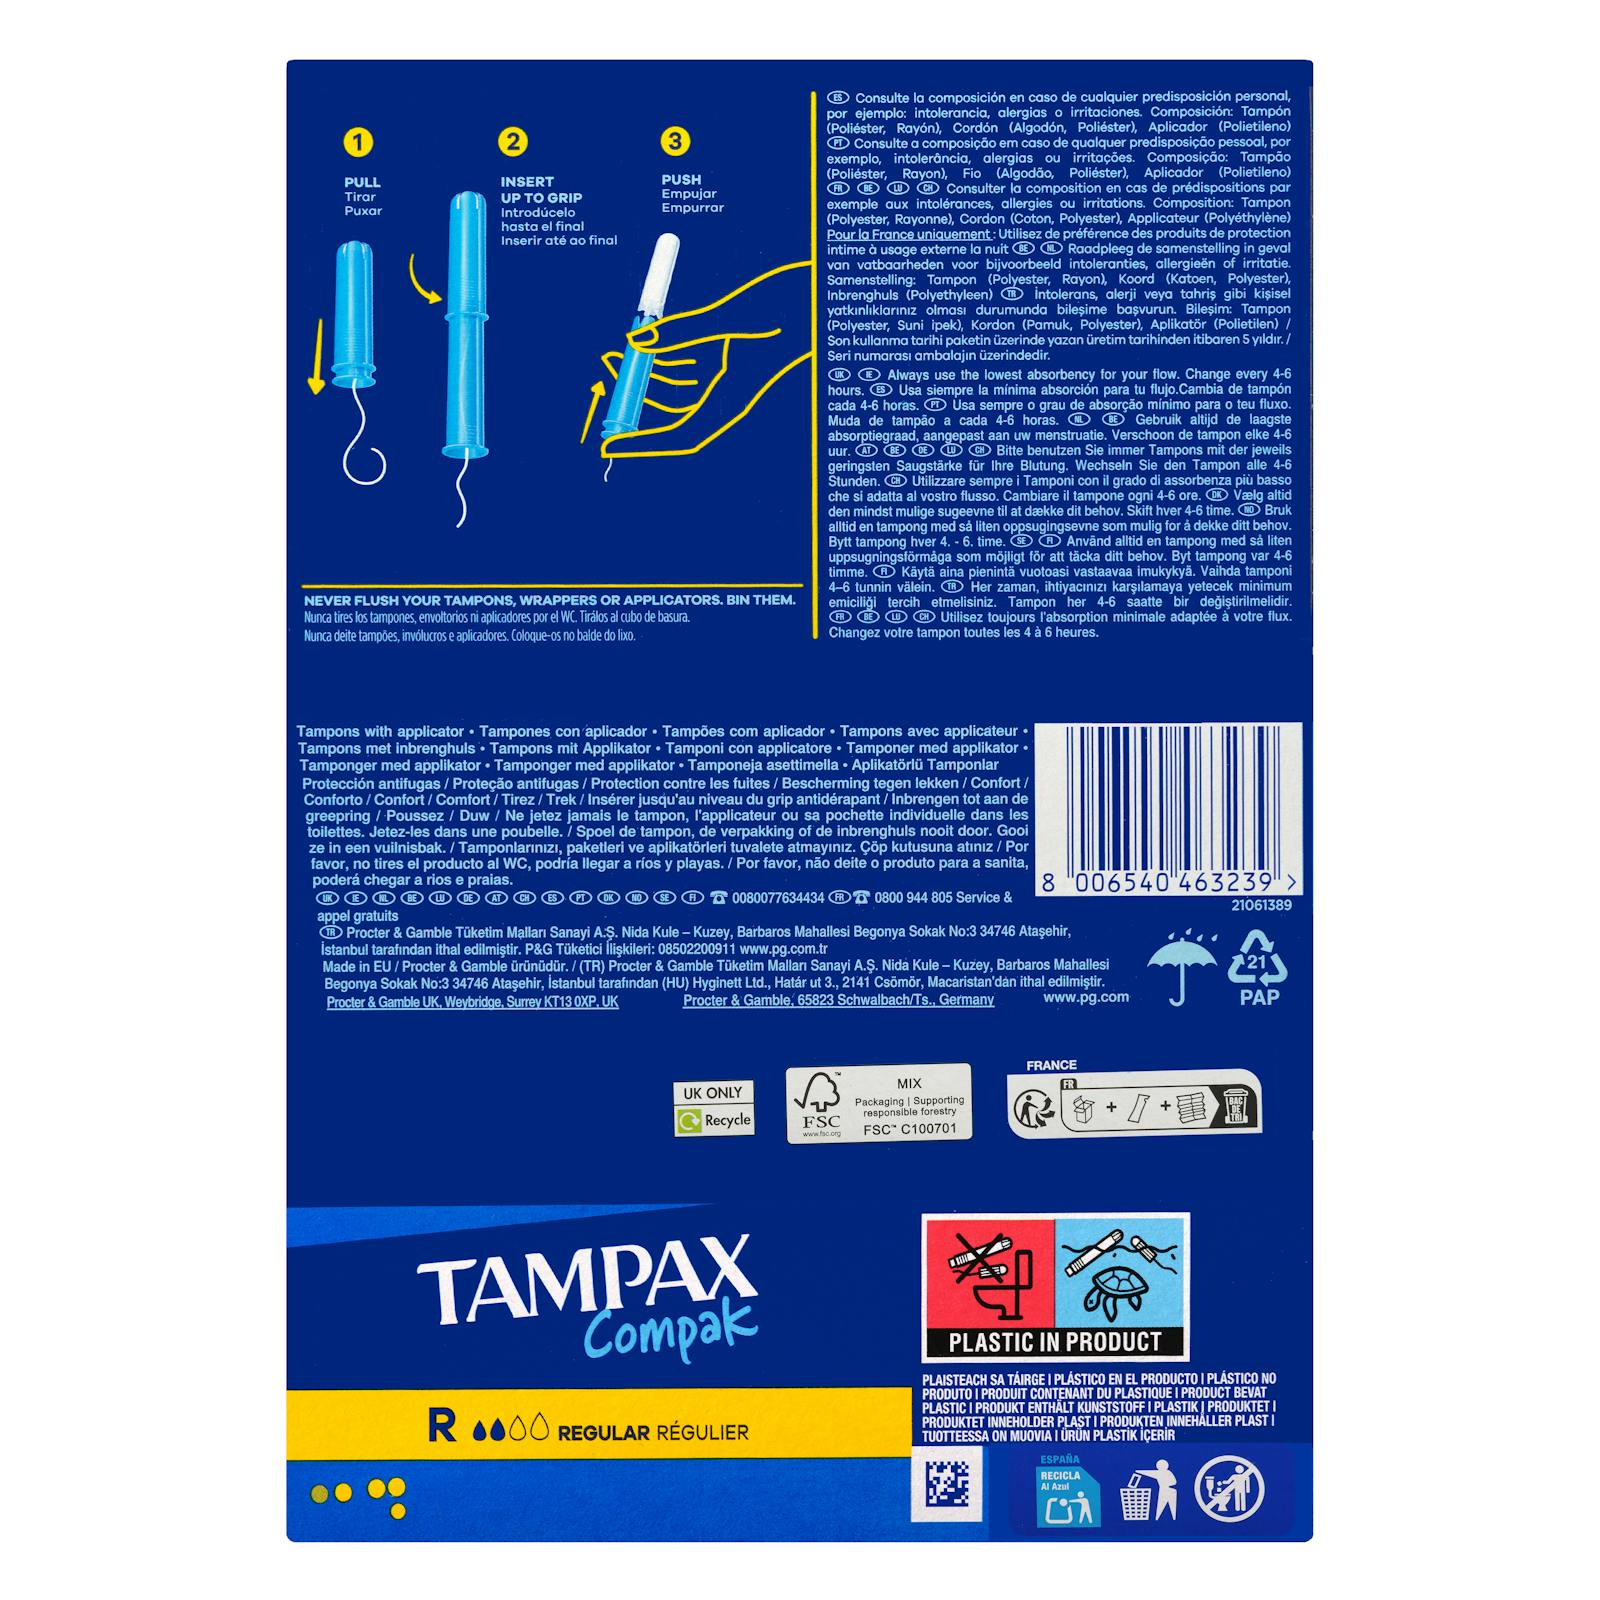 1
PULL
Tirar
Puxar
2
INSERT
UP TO GRIP
Introdúcelo
hasta el final
Inserir até ao final
3
PUSH
Empujar
Empurrar
NEVER FLUSH YOUR TAMPONS, WRAPPERS OR APPLICATORS. BIN THEM.
Nunca tires los tampones, envoltorios ni aplicadores por el WC. Tíralos al cubo de basura.
Nunca deite tampões, invólucros e aplicadores. Coloque-os no balde do lixo.
ES Consulte la composición en caso de cualquier predisposición personal,
por ejemplo: intolerancia, alergias o irritaciones. Composición: Tampón
(Poliéster, Rayón), Cordón (Algodón, Poliéster), Aplicador (Polietileno)
PT Consulte a composição em caso de qualquer predisposição pessoal, por
exemplo, intolerância, alergias ou irritações. Composição: Tampão
(Poliéster, Rayon), Fio (Algodão, Poliéster), Aplicador (Polietileno)
FR BE LU CH Consulter la composition en cas de prédispositions par
exemple aux intolérances, allergies ou irritations. Composition: Tampon
(Polyester, Rayonne), Cordon (Coton, Polyester), Applicateur (Polyéthylène)
Pour la France uniquement : Utilisez de préférence des produits de protection
intime à usage externe la nuit BE NL Raadpleeg de samenstelling in geval
van vatbaarheden voor bijvoorbeeld intoleranties, allergieën of irritatie.
Samenstelling: Tampon (Polyester, Rayon), Koord (Katoen, Polyester),
Inbrenghuls (Polyethyleen) TR İntolerans, alerji veya tahriş gibi kişisel
yatkınlıklarınız olması durumunda bileşime başvurun. Bileşim: Tampon
(Polyester, Suni ipek), Kordon (Pamuk, Polyester), Aplikatör (Polietilen) /
Son kullanma tarihi paketin üzerinde yazan üretim tarihinden itibaren 5 yıldır. /
Seri numarası ambalajın üzerindedir.
UK IE Always use the lowest absorbency for your flow. Change every 4-6
hours. ES Usa siempre la mínima absorción para tu flujo.Cambia de tampón
cada 4-6 horas. PT Usa sempre o grau de absorção mínimo para o teu fluxo.
Muda de tampão a cada 4-6 horas. NL BE Gebruik altijd de laagste
absorptiegraad, aangepast aan uw menstruatie. Verschoon de tampon elke 4-6
uur. AT BE DE LU CH Bitte benutzen Sie immer Tampons mit der jeweils
geringsten Saugstärke für Ihre Blutung. Wechseln Sie den Tampon alle 4-6
Stunden. CH Utilizzare sempre i Tamponi con il grado di assorbenza più basso
che si adatta al vostro flusso. Cambiare il tampone ogni 4-6 ore. DK Vælg altid
den mindst mulige sugeevne til at dække dit behov. Skift hver 4-6 time. NO Bruk
alltid en tampong med så liten oppsugingsevne som mulig for å dekke ditt behov.
Bytt tampong hver 4. - 6. time. SE FI Använd alltid en tampong med så liten
uppsugningsförmåga som möjligt för att täcka ditt behov. Byt tampong var 4-6
timme. FI Käytä aina pienintä vuotoasi vastaavaa imukykyä. Vaihda tamponi
4–6 tunnin välein. TR Her zaman, ihtiyacınızı karşılamaya yetecek minimum
emiciliği tercih etmelisiniz. Tampon her 4-6 saatte bir değiştirilmelidir.
FR BE LU CH Utilisez toujours l'absorption minimale adaptée à votre flux.
Changez votre tampon toutes les 4 à 6 heures.
Tampons with applicator • Tampones con aplicador • Tampões com aplicador • Tampons avec applicateur •
Tampons met inbrenghuls • Tampons mit Applikator • Tamponi con applicatore • Tamponer med applikator •
Tamponger med applikator • Tamponger med applikator • Tamponeja asettimella • Aplikatörlü Tamponlar
Protección antifugas / Proteção antifugas / Protection contre les fuites / Bescherming tegen lekken / Confort /
Conforto / Confort / Comfort / Tirez / Trek / Insérer jusqu'au niveau du grip antidérapant / Inbrengen tot aan de
greepring / Poussez / Duw / Ne jetez jamais le tampon, l'applicateur ou sa pochette individuelle dans les
toilettes. Jetez-les dans une poubelle. / Spoel de tampon, de verpakking of de inbrenghuls nooit door. Gooi
ze in een vuilnisbak. / Tamponlarınızı, paketleri ve aplikatörleri tuvalete atmayınız. Çöp kutusuna atınız / Por
favor, no tires el producto al WC, podría llegar a ríos y playas. / Por favor, não deite o produto para a sanita,
poderá chegar a rios e praias.
UK IE NL BE LU DE AT CH ES PT DK NO SE FI ☎ 0080077634434 FR ☎ 0800 944 805 Service &
appel gratuits
TR Procter & Gamble Tüketim Malları Sanayi A.Ş. Nida Kule – Kuzey, Barbaros Mahallesi Begonya Sokak No:3 34746 Ataşehir,
İstanbul tarafından ithal edilmiştir. P&G Tüketici İlişkileri: 08502200911 www.pg.com.tr
Made in EU / Procter & Gamble ürünüdür. / (TR) Procter & Gamble Tüketim Malları Sanayi A.Ş. Nida Kule – Kuzey, Barbaros Mahallesi
Begonya Sokak No:3 34746 Ataşehir, İstanbul tarafından (HU) Hyginett Ltd., Határ ut 3., 2141 Csömör, Macaristan'dan ithal edilmiştir.
Procter & Gamble UK, Weybridge, Surrey KT13 0XP, UK
Procter & Gamble, 65823 Schwalbach/Ts., Germany
www.pg.com
8 006540 463239 >
21061389
21
PAP
UK ONLY
Recycle
FSC
www.fsc.org
MIX
Packaging | Supporting
responsible forestry
FSC™ C100701
FRANCE
FR
BAC
DE
TRI
TAMPAX
Compak
R REGULAR RÉGULIER
PLASTIC IN PRODUCT
PLAISTEACH SA TÁIRGE | PLÁSTICO EN EL PRODUCTO | PLÁSTICO NO
PRODUTO | PRODUIT CONTENANT DU PLASTIQUE | PRODUCT BEVAT
PLASTIC | PRODUKT ENTHÄLT KUNSTSTOFF | PLASTIK I PRODUKTET |
PRODUKTET INNEHOLDER PLAST | PRODUKTEN INNEHÅLLER PLAST |
TUOTTEESSA ON MUOVIA | ÜRÜN PLASTİK İÇERİR
ESPAÑA
RECICLA
Al Azul